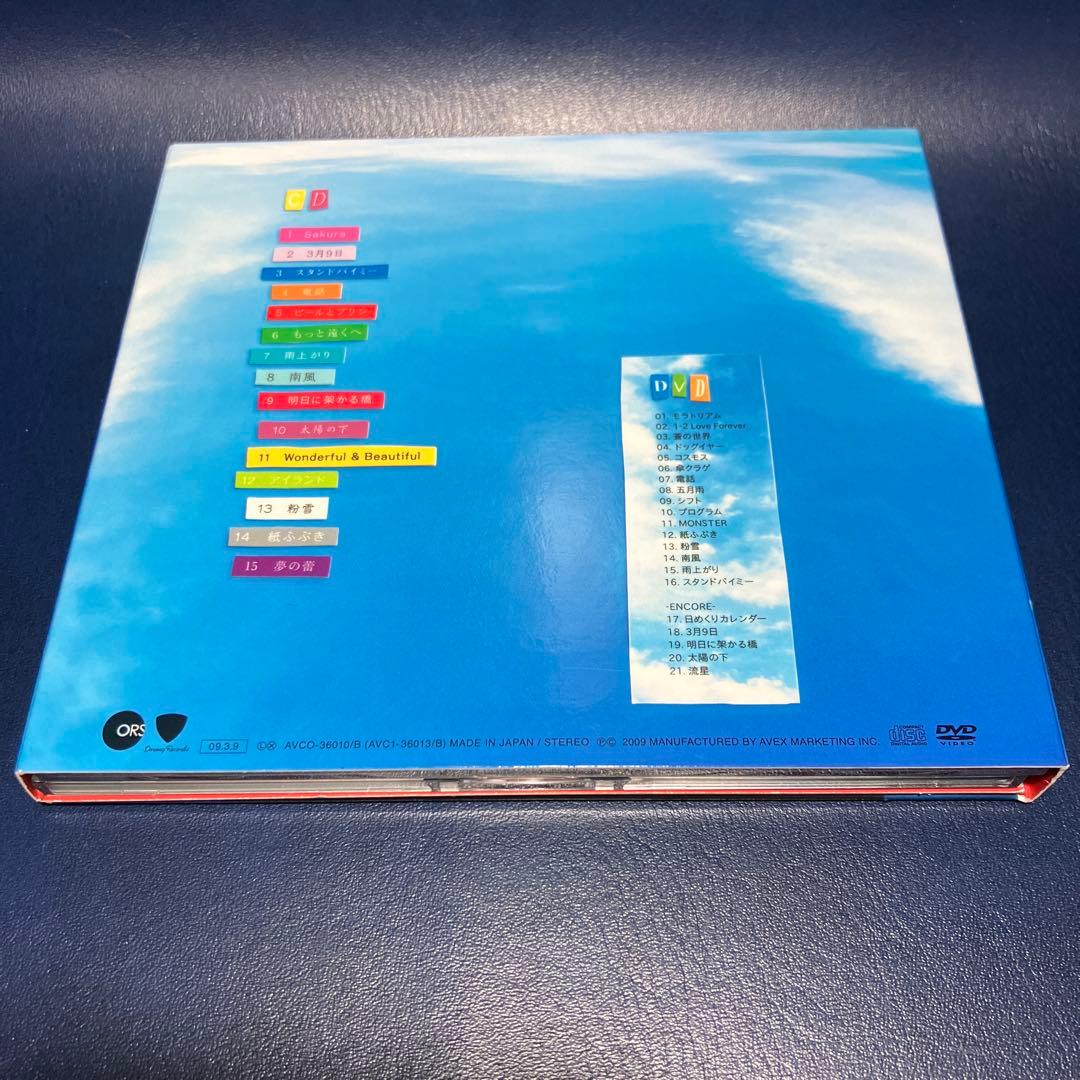 CD
1 Sakura
2 3月9日
3 スタンドバイミー
4 電話
5 ビールとプリン
6 もっと遠くへ
7 雨上がり
8 南風
9 明日に架かる橋
10 太陽の下
11 Wonderful & Beautiful
12 アイランド
13 粉雪
14 紙ふぶき
15 夢の蕾
DVD
01. モラトリアム
02. 1-2 Love Forever
03. 蒼の世界
04. ドッグイヤー
05. コスモス
06. 傘クラゲ
07. 電話
08. 五月雨
09. シフト
10. プログラム
11. MONSTER
12. 紙ふぶき
13. 粉雪
14. 南風
15. 雨上がり
16. スタンドバイミー
-ENCORE-
17. 日めくりカレンダー
18. 3月9日
19. 明日に架かる橋
20. 太陽の下
21. 流星
ORS
09.3.9 Ⓛ AVCO-36010/B (AVC1-36013/B) MADE IN JAPAN / STEREO ℗© 2009 MANUFACTURED BY AVEX MARKETING INC.
COMPACT
disc
DIGITAL AUDIO
DVD
VIDEO